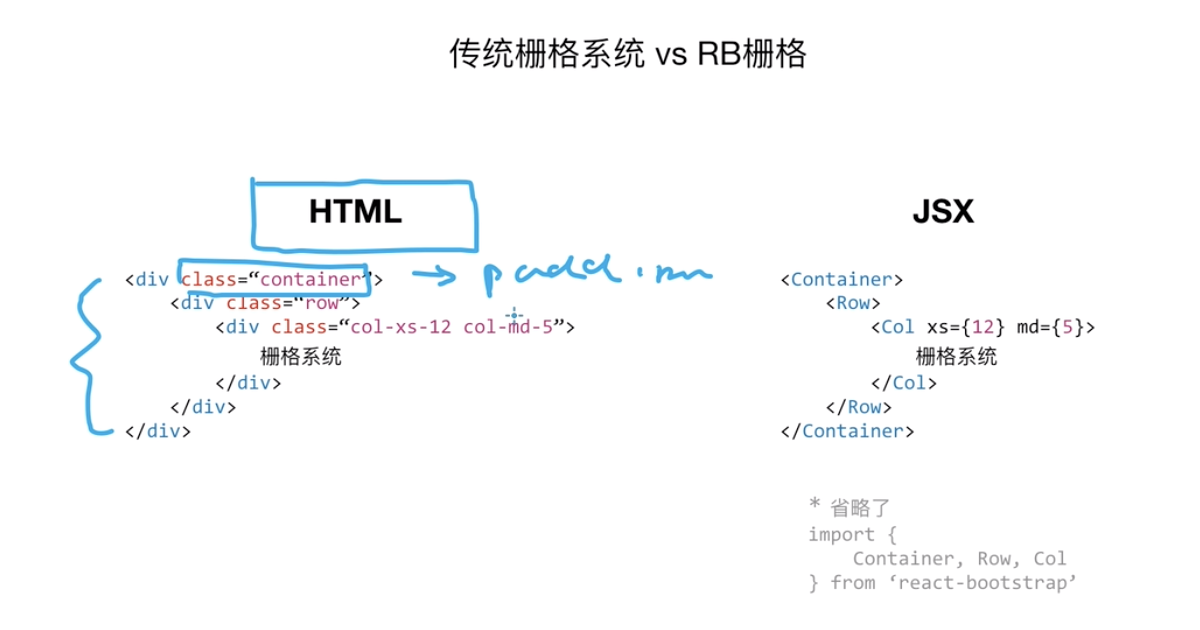 传统栅格系统 vs RB栅格
HTML
<div class=“container”>
<div class=“row”>
<div class=“col-xs-12 col-md-5”>
栅格系统
</div>
</div>
</div>
JSX
<Container>
<Row>
<Col xs={12} md={5}>
栅格系统
</Col>
</Row>
</Container>
* 省略了
import {
Container, Row, Col
} from ‘react-bootstrap’